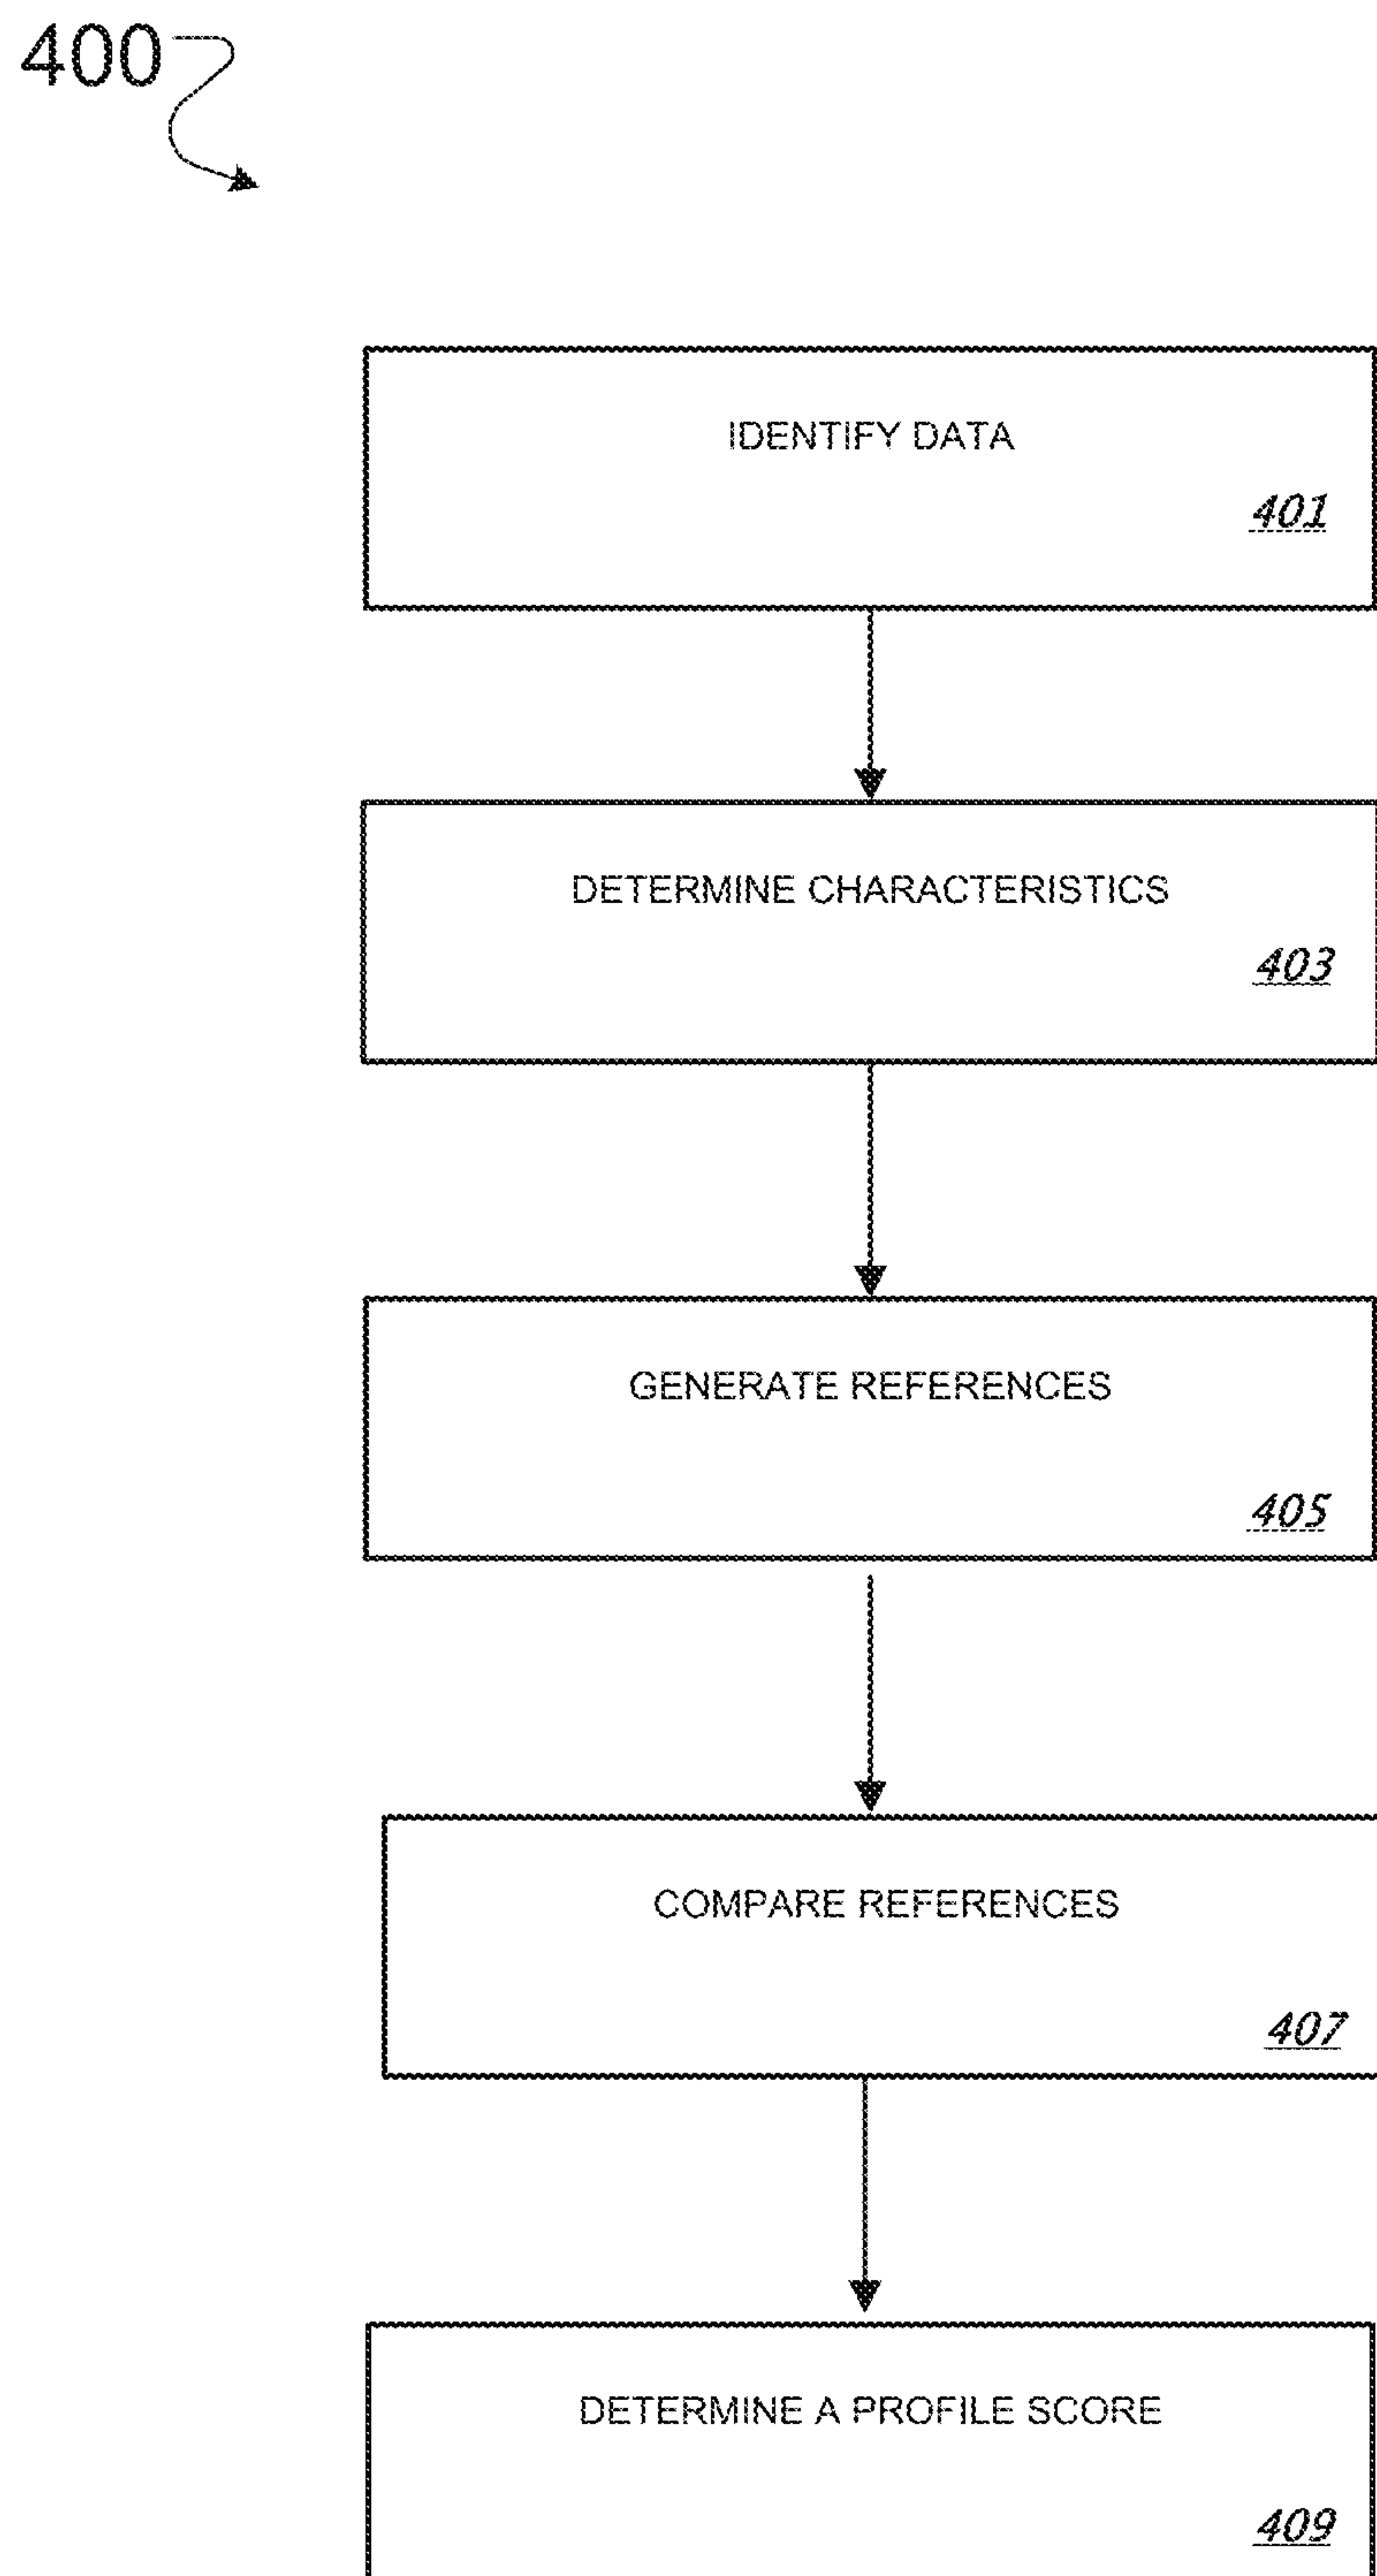 400
IDENTIFY DATA
401
DETERMINE CHARACTERISTICS
403
GENERATE REFERENCES
405
COMPARE REFERENCES
407
DETERMINE A PROFILE SCORE
409